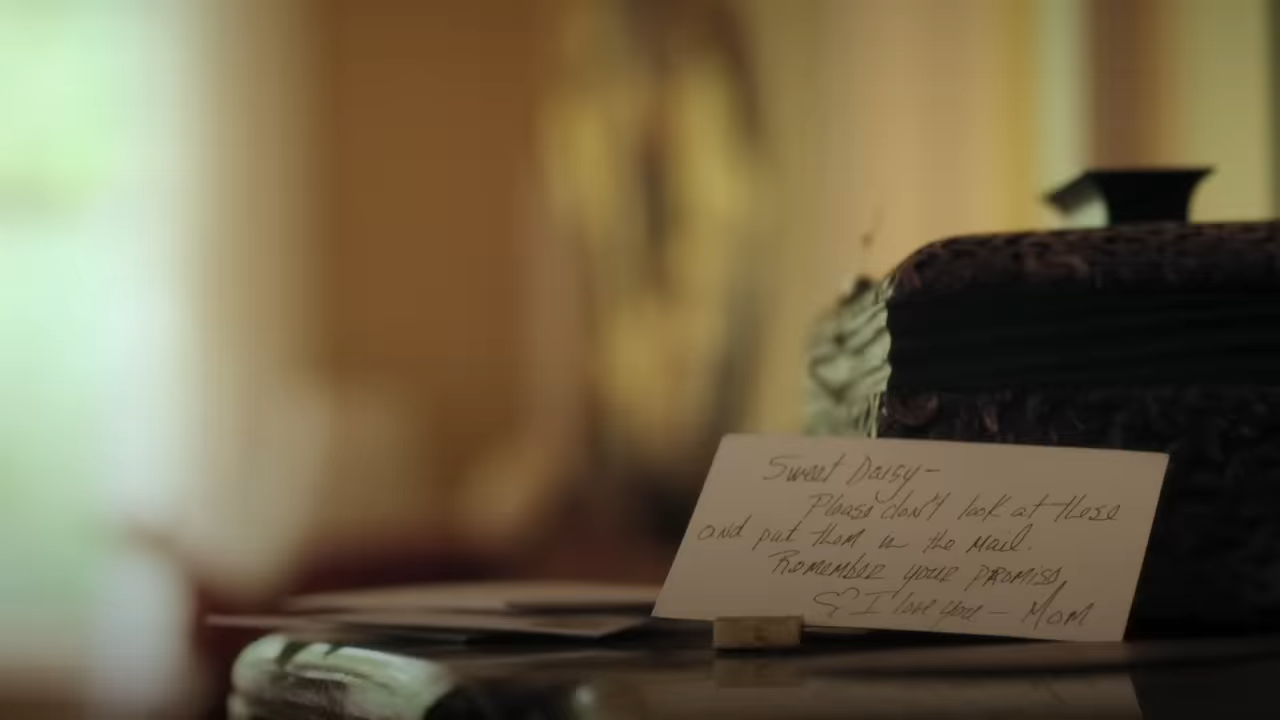 Sweet Daisy-
Please don't look at these
and put them in the mail.
Remember your promise
♡ I love you - Mom